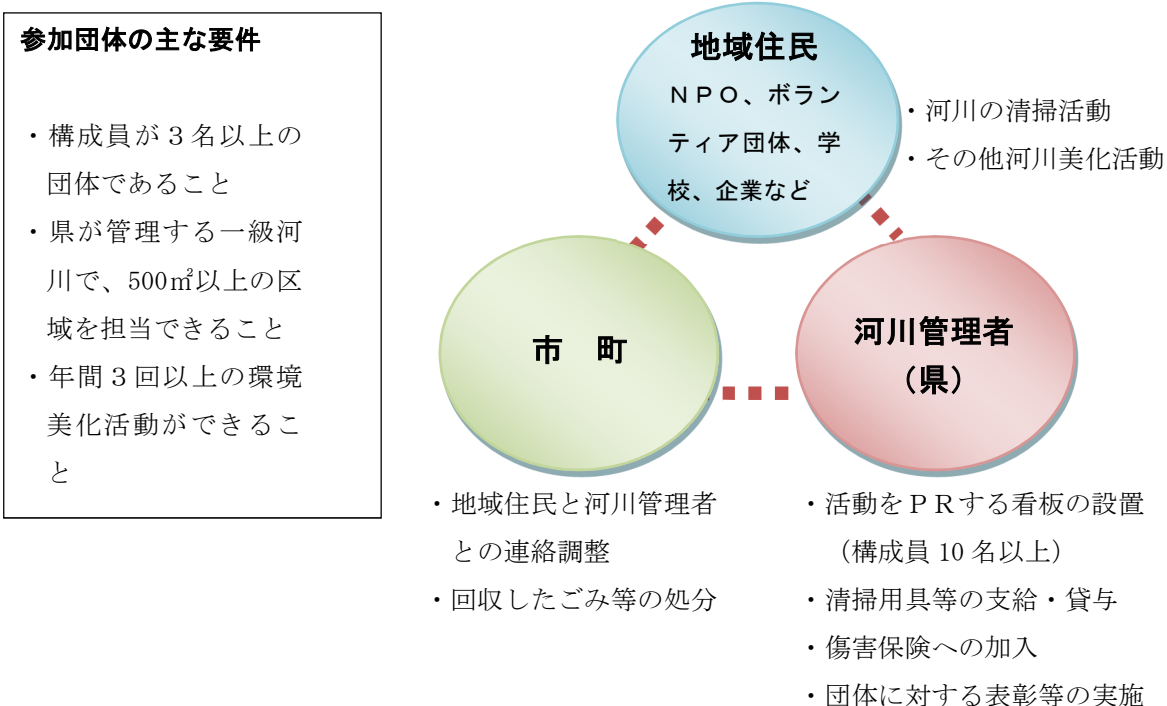 参加団体の主な要件
・構成員が３名以上の
団体であること
・県が管理する一級河
川で、500㎡以上の区
域を担当できること
・年間３回以上の環境
美化活動ができるこ
と
地域住民
ＮＰＯ、ボラン
ティア団体、学
校、企業など
・河川の清掃活動
・その他河川美化活動
市　町
河川管理者
（県）
・地域住民と河川管理者
との連絡調整
・回収したごみ等の処分
・活動をＰＲする看板の設置
（構成員 10 名以上）
・清掃用具等の支給・貸与
・傷害保険への加入
・団体に対する表彰等の実施